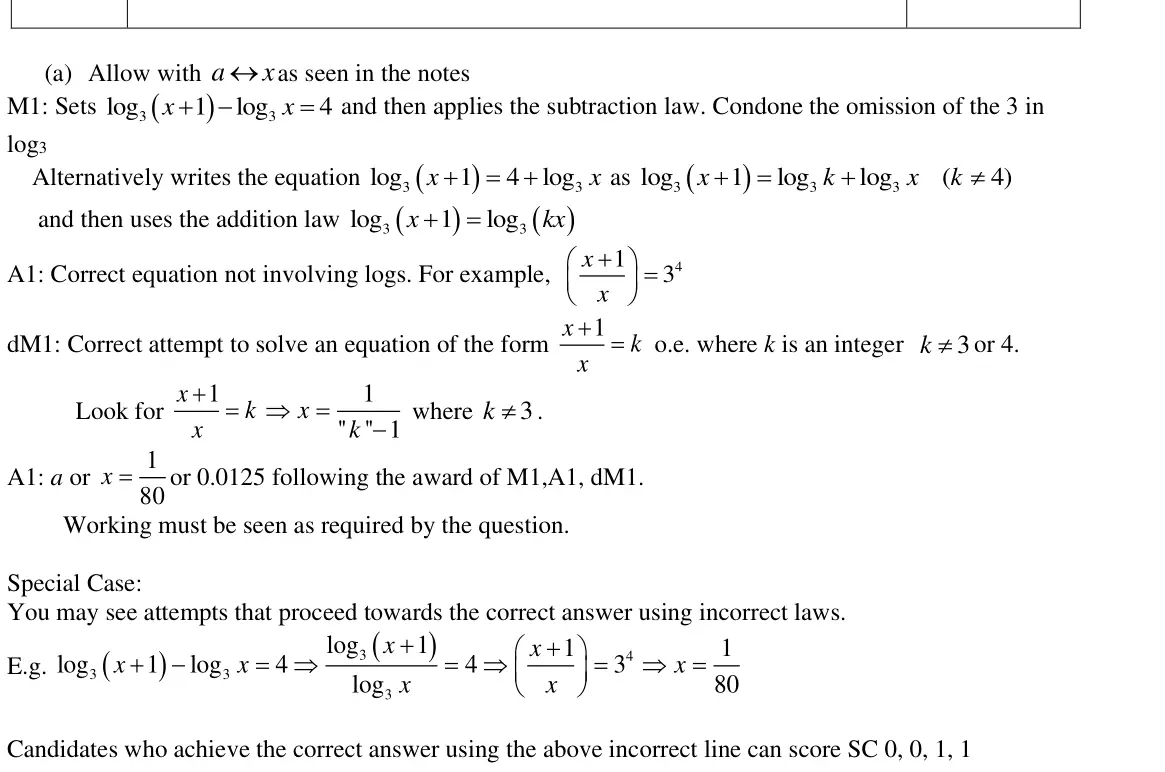 (a) Allow with a ↔ x as seen in the notes
M1: Sets log₃(x+1)−log₃ x = 4 and then applies the subtraction law. Condone the omission of the 3 in
log₃
Alternatively writes the equation log₃(x+1) = 4 + log₃ x as log₃(x+1) = log₃ k + log₃ x (k ≠ 4)
and then uses the addition law log₃(x+1) = log₃(kx)
A1: Correct equation not involving logs. For example, ((x+1)/x) = 3⁴
dM1: Correct attempt to solve an equation of the form (x+1)/x = k o.e. where k is an integer k ≠ 3 or 4.
Look for (x+1)/x = k ⇒ x = 1/("k"−1) where k ≠ 3.
A1: a or x = 1/80 or 0.0125 following the award of M1,A1, dM1.
Working must be seen as required by the question.
Special Case:
You may see attempts that proceed towards the correct answer using incorrect laws.
E.g. log₃(x+1)−log₃ x = 4 ⇒ log₃(x+1)/log₃ x = 4 ⇒ ((x+1)/x) = 3⁴ ⇒ x = 1/80
Candidates who achieve the correct answer using the above incorrect line can score SC 0, 0, 1, 1